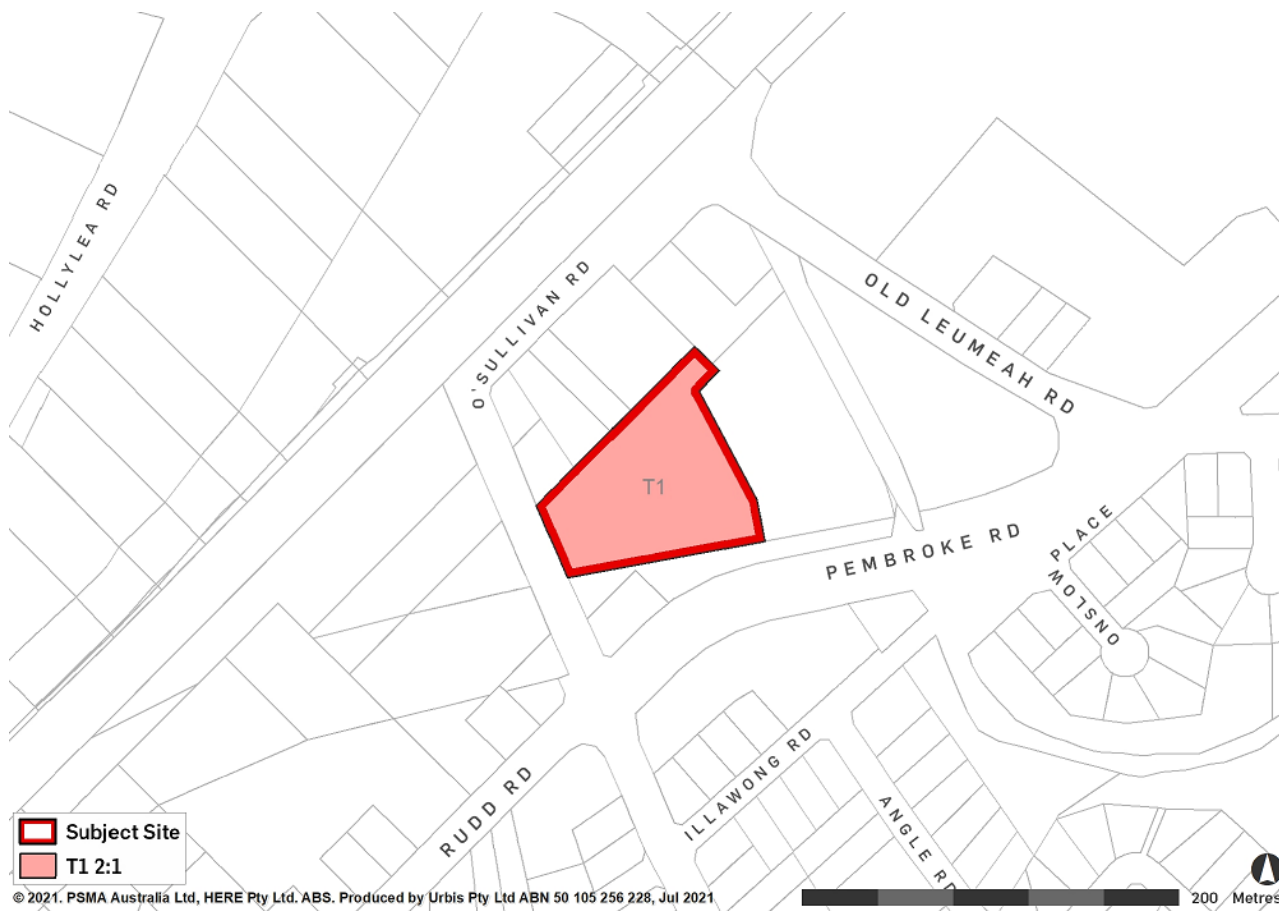 HOLLYLEA RD
O'SULLIVAN RD
OLD LEUMEAH RD
T1
PEMBROKE RD
ONSLOW PLACE
RUDD RD
ILLAWONG RD
ANGLE RD
Subject Site
T1 2:1
© 2021. PSMA Australia Ltd, HERE Pty Ltd. ABS. Produced by Urbis Pty Ltd ABN 50 105 256 228, Jul 2021
200 Metres